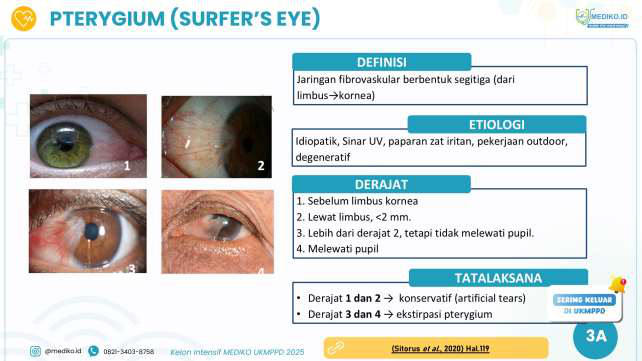 PTERYGIUM (SURFER'S EYE)
MEDIKO.ID
DEFINISI
Jaringan fibrovaskular berbentuk segitiga (dari
limbus→kornea)
ETIOLOGI
Idiopatik, Sinar UV, paparan zat iritan, pekerjaan outdoor,
degeneratif
1
2
3
4
DERAJAT
1. Sebelum limbus kornea
2. Lewat limbus, <2 mm.
3. Lebih dari derajat 2, tetapi tidak melewati pupil.
4. Melewati pupil
TATALAKSANA
• Derajat 1 dan 2 → konservatif (artificial tears)
• Derajat 3 dan 4 → ekstirpasi pterygium
SERING KELUAR
DI UKMPPD
3A
@mediko.id
0821-3403-8758
Kelon Intensif MEDIKO UKMPPD 2025
(Sitorus et al., 2020) Hal.119